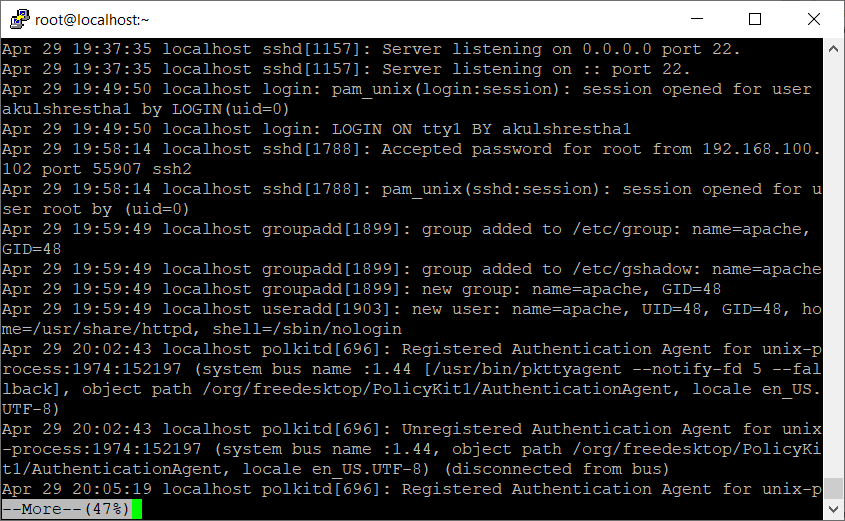 root@localhost:~
Apr 29 19:37:35 localhost sshd[1157]: Server listening on 0.0.0.0 port 22.
Apr 29 19:37:35 localhost sshd[1157]: Server listening on :: port 22.
Apr 29 19:49:50 localhost login: pam_unix(login:session): session opened for user
akulshrestha1 by LOGIN(uid=0)
Apr 29 19:49:50 localhost login: LOGIN ON tty1 BY akulshrestha1
Apr 29 19:58:14 localhost sshd[1788]: Accepted password for root from 192.168.100.
102 port 55907 ssh2
Apr 29 19:58:14 localhost sshd[1788]: pam_unix(sshd:session): session opened for u
ser root by (uid=0)
Apr 29 19:59:49 localhost groupadd[1899]: group added to /etc/group: name=apache,
GID=48
Apr 29 19:59:49 localhost groupadd[1899]: group added to /etc/gshadow: name=apache
Apr 29 19:59:49 localhost groupadd[1899]: new group: name=apache, GID=48
Apr 29 19:59:49 localhost useradd[1903]: new user: name=apache, UID=48, GID=48, ho
me=/usr/share/httpd, shell=/sbin/nologin
Apr 29 20:02:43 localhost polkitd[696]: Registered Authentication Agent for unix-p
rocess:1974:152197 (system bus name :1.44 [/usr/bin/pkttyagent --notify-fd 5 --fal
lback], object path /org/freedesktop/PolicyKit1/AuthenticationAgent, locale en_US.
UTF-8)
Apr 29 20:02:43 localhost polkitd[696]: Unregistered Authentication Agent for unix
-process:1974:152197 (system bus name :1.44, object path /org/freedesktop/PolicyKi
t1/AuthenticationAgent, locale en_US.UTF-8) (disconnected from bus)
Apr 29 20:05:19 localhost polkitd[696]: Registered Authentication Agent for unix-p
--More--(47%)